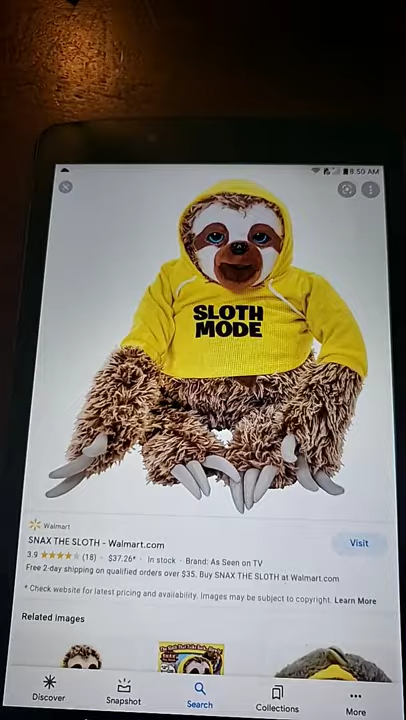 8:50 AM
SLOTH
MODE
Walmart
SNAX THE SLOTH - Walmart.com
Visit
3.9 ★★★★★ (18) · $37.26* · In stock · Brand: As Seen on TV
Free 2-day shipping on qualified orders over $35. Buy SNAX THE SLOTH at Walmart.com
* Check website for latest pricing and availability. Images may be subject to copyright. Learn More
Related Images
Discover
Snapshot
Search
Collections
More